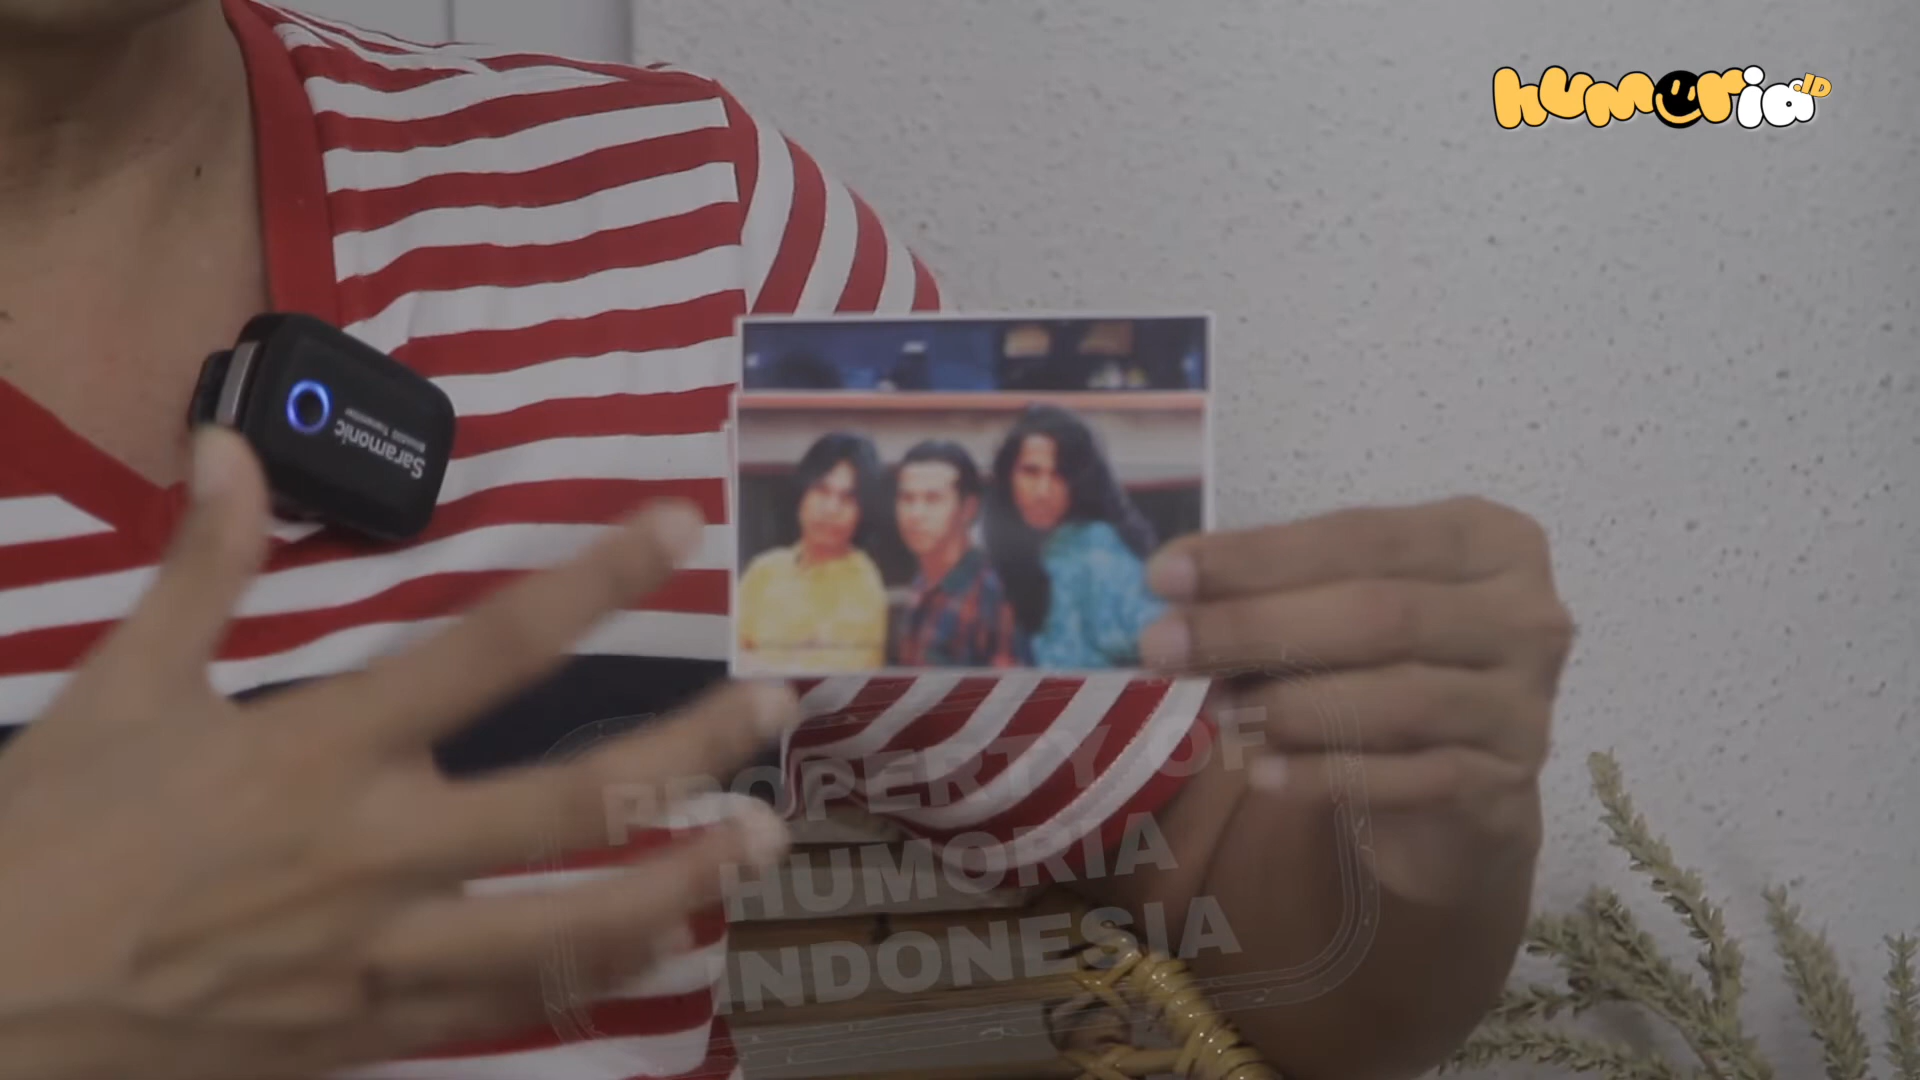 humoria.ID
Saramonic
PROPERTY OF
HUMORIA
INDONESIA